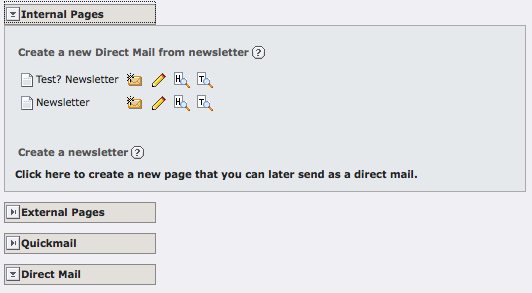 Internal Pages
Create a new Direct Mail from newsletter ?
Test? Newsletter H T
Newsletter H T
Create a newsletter ?
Click here to create a new page that you can later send as a direct mail.
External Pages
Quickmail
Direct Mail